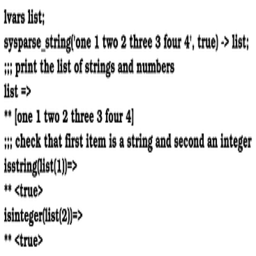 lvars list;
sysparse_string('one 1 two 2 three 3 four 4', true) -> list;
;;; print the list of strings and numbers
list =>
** [one 1 two 2 three 3 four 4]
;;; check that first item is a string and second an integer
isstring(list(1))=>
** <true>
isinteger(list(2))=>
** <true>